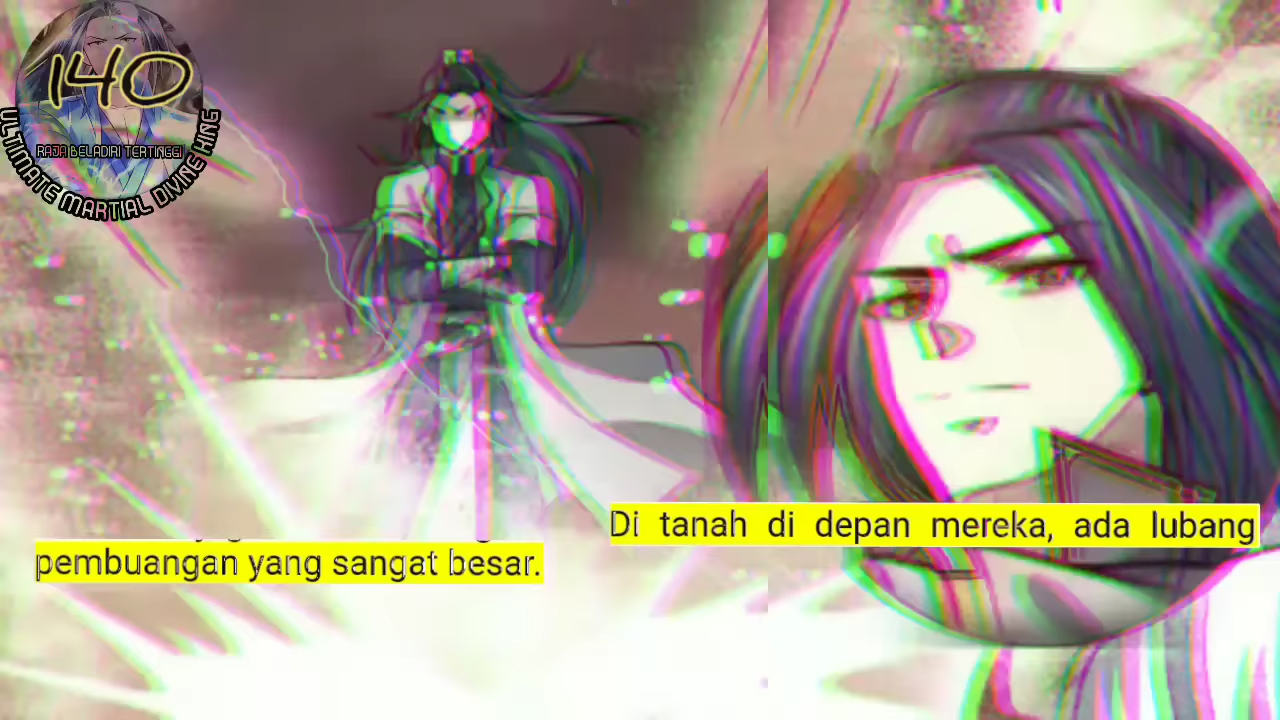 140
RAJA BELADIRI TERTINGGI
ULTIMATE MARTIAL DIVINE KING
Di tanah di depan mereka, ada lubang
pembuangan yang sangat besar.